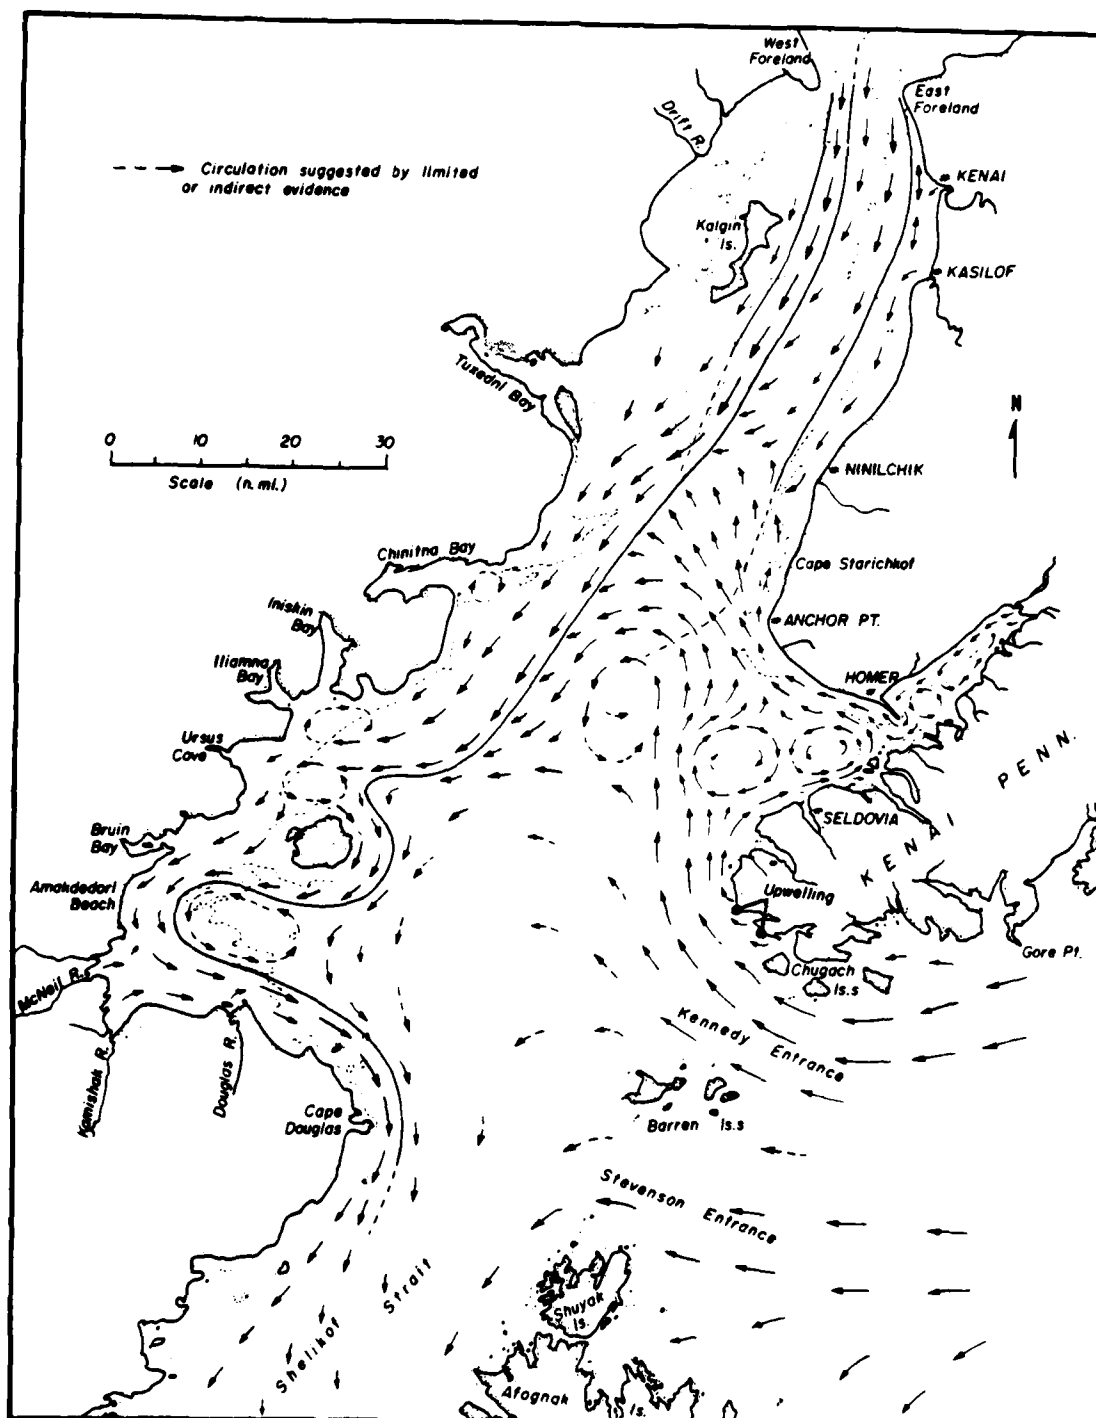 West
Foreland
East
Foreland
Drift R.
- - - → Circulation suggested by limited
or indirect evidence
KENAI
Kalgin
Is.
KASILOF
Tuxedni Bay
N
0 10 20 30
Scale (n. mi.)
NINILCHIK
Chinitna Bay
Cape Starichkof
Iniskin
Bay
ANCHOR PT.
Iliamna
Bay
HOMER
Ursus
Cove
KENAI PENN.
SELDOVIA
Bruin
Bay
Amakdedori
Beach
Upwelling
Gore Pt.
McNeil R.
Chugach
Is.s
Kennedy Entrance
Kamishak R.
Douglas R.
Cape
Douglas
Barren Is.s
Stevenson Entrance
Shelikof Strait
Shuyak
Is.
Afognak Is.